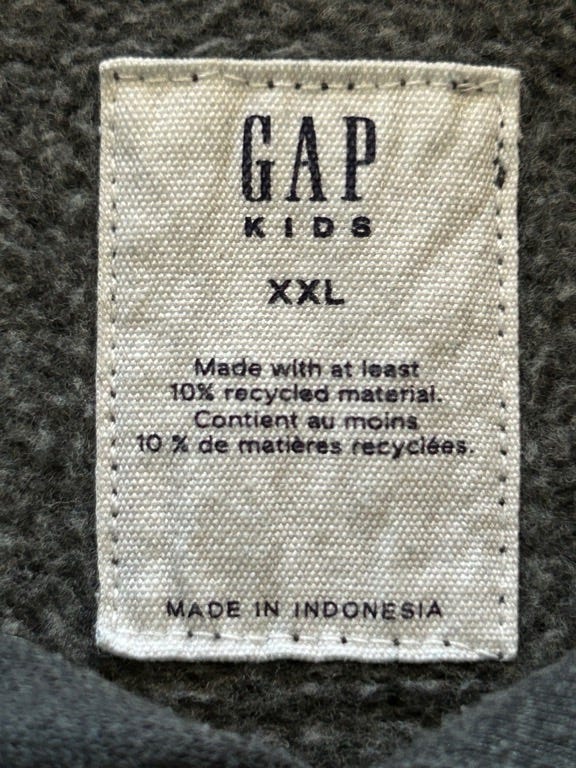 GAP
KIDS
XXL
Made with at least
10% recycled material.
Contient au moins
10 % de matières recyclées.
MADE IN INDONESIA